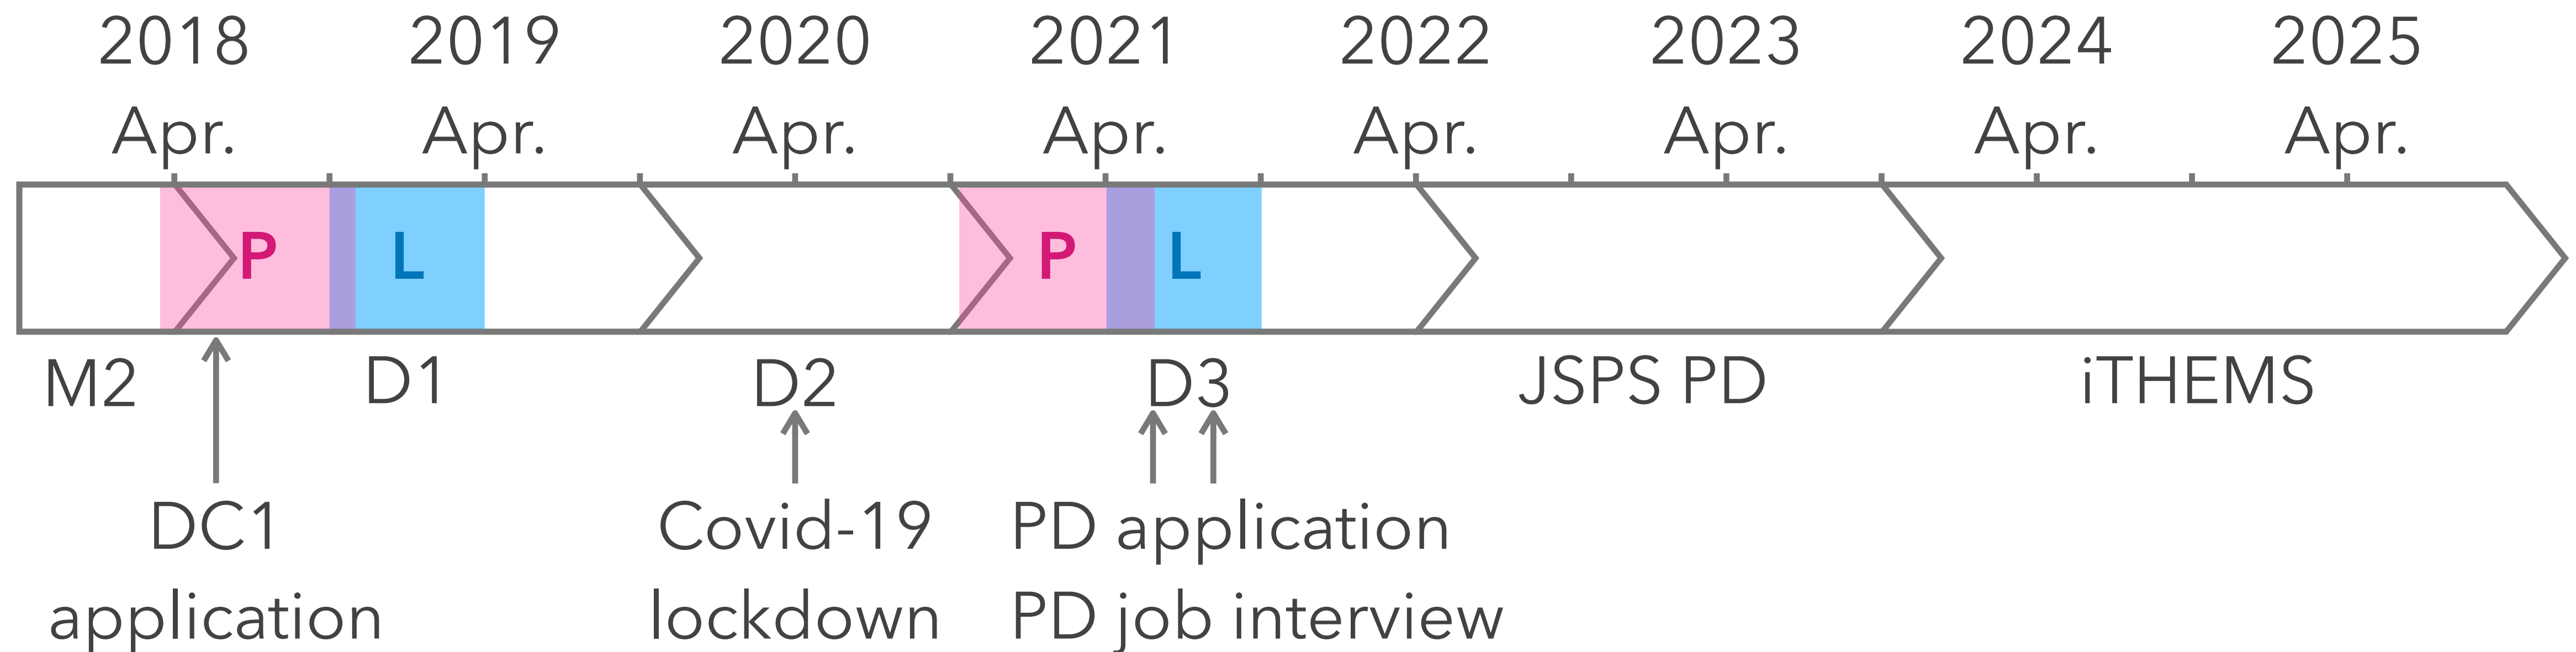 2018 2019 2020 2021 2022 2023 2024 2025
Apr. Apr. Apr. Apr. Apr. Apr. Apr. Apr.
P L P L
M2 D1 D2 D3 JSPS PD iTHEMS
DC1
application
Covid-19
lockdown
PD application
PD job interview